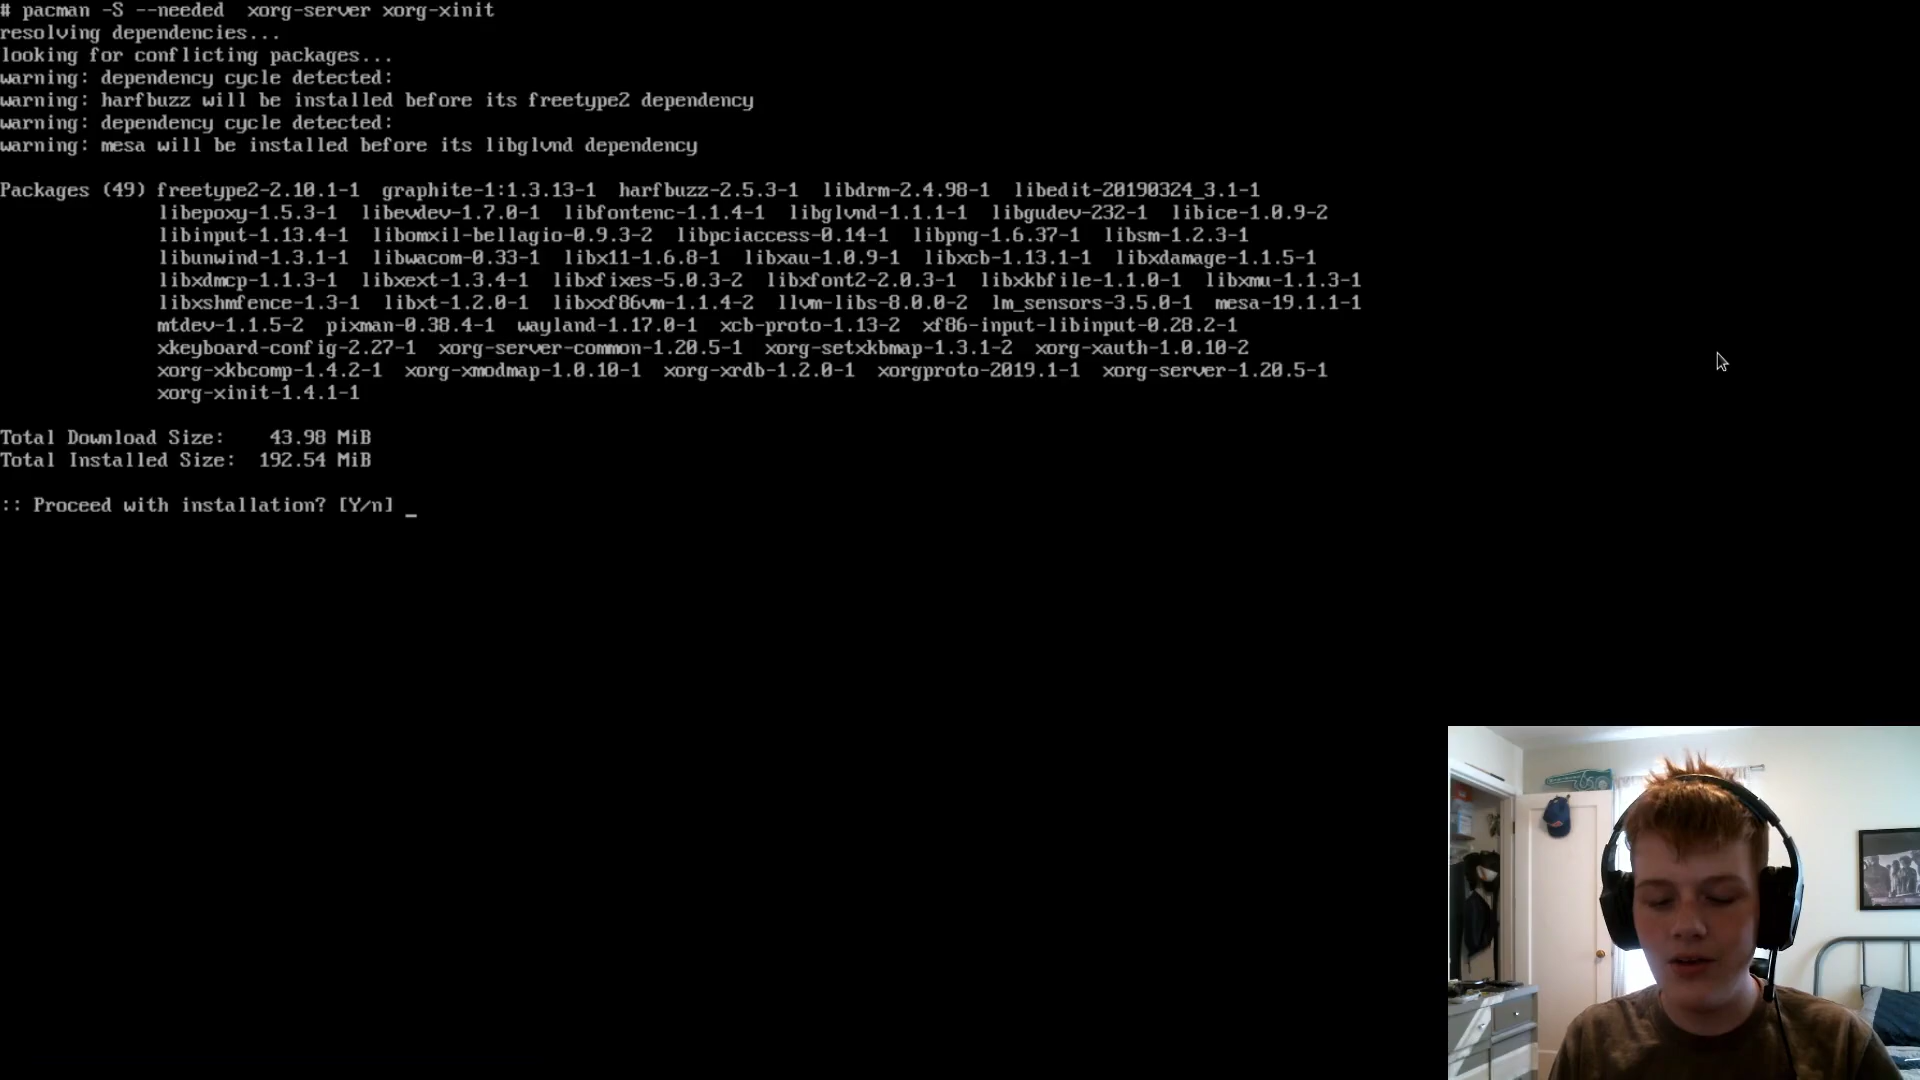 # pacman -S --needed  xorg-server xorg-xinit
resolving dependencies...
looking for conflicting packages...
warning: dependency cycle detected:
warning: harfbuzz will be installed before its freetype2 dependency
warning: dependency cycle detected:
warning: mesa will be installed before its libglvnd dependency
Packages (49) freetype2-2.10.1-1  graphite-1:1.3.13-1  harfbuzz-2.5.3-1  libdrm-2.4.98-1  libedit-20190324_3.1-1
libepoxy-1.5.3-1  libevdev-1.7.0-1  libfontenc-1.1.4-1  libglvnd-1.1.1-1  libgudev-232-1  libice-1.0.9-2
libinput-1.13.4-1  libomxil-bellagio-0.9.3-2  libpciaccess-0.14-1  libpng-1.6.37-1  libsm-1.2.3-1
libunwind-1.3.1-1  libwacom-0.33-1  libx11-1.6.8-1  libxau-1.0.9-1  libxcb-1.13.1-1  libxdamage-1.1.5-1
libxdmcp-1.1.3-1  libxext-1.3.4-1  libxfixes-5.0.3-2  libxfont2-2.0.3-1  libxkbfile-1.1.0-1  libxmu-1.1.3-1
libxshmfence-1.3-1  libxt-1.2.0-1  libxxf86vm-1.1.4-2  llvm-libs-8.0.0-2  lm_sensors-3.5.0-1  mesa-19.1.1-1
mtdev-1.1.5-2  pixman-0.38.4-1  wayland-1.17.0-1  xcb-proto-1.13-2  xf86-input-libinput-0.28.2-1
xkeyboard-config-2.27-1  xorg-server-common-1.20.5-1  xorg-setxkbmap-1.3.1-2  xorg-xauth-1.0.10-2
xorg-xkbcomp-1.4.2-1  xorg-xmodmap-1.0.10-1  xorg-xrdb-1.2.0-1  xorgproto-2019.1-1  xorg-server-1.20.5-1
xorg-xinit-1.4.1-1
Total Download Size:    43.98 MiB
Total Installed Size:  192.54 MiB
:: Proceed with installation? [Y/n] _